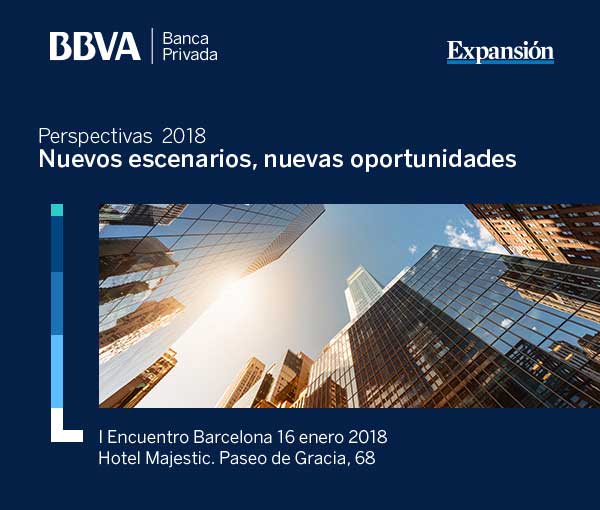 BBVA
Banca
Privada
Expansión
Perspectivas 2018
Nuevos escenarios, nuevas oportunidades
I Encuentro Barcelona 16 enero 2018
Hotel Majestic. Paseo de Gracia, 68